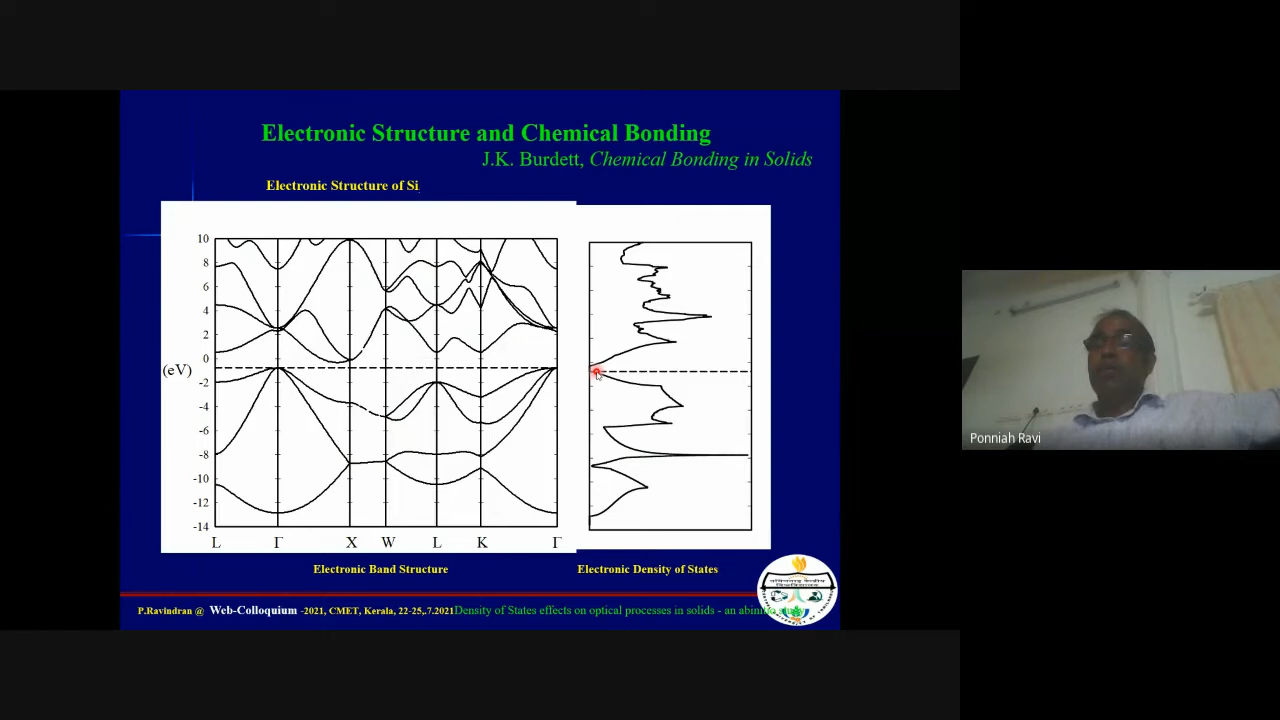 Electronic Structure and Chemical Bonding
J.K. Burdett, Chemical Bonding in Solids
Electronic Structure of Si
10
8
6
4
2
0
(eV)
-2
-4
-6
-8
-10
-12
-14
L Γ X W L K Γ
Electronic Band Structure
Electronic Density of States
P.Ravindran @ Web-Colloquium -2021, CMET, Kerala, 22-25,.7.2021 Density of States effects on optical processes in solids - an
Ponniah Ravi